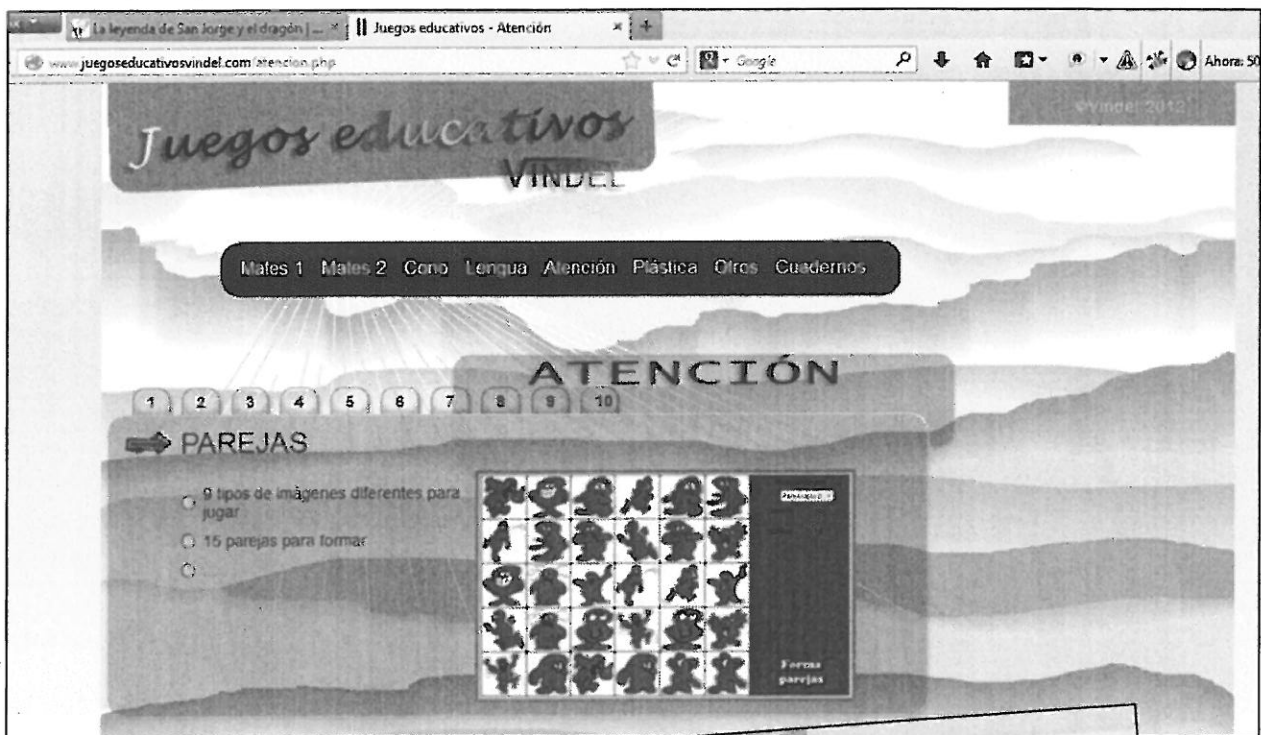 La leyenda de San Jorge y el dragón | ...
Juegos educativos - Atención
www.juegoseducativosvindel.com/atencion.php
Google
Ahora: 50
©Vindel 2012
Juegos educativos
VINDEL
Mates 1 Mates 2 Cono Lengua Atención Plástica Otros Cuadernos
ATENCIÓN
1 2 3 4 5 6 7 8 9 10
PAREJAS
9 tipos de imágenes diferentes para
jugar
15 parejas para formar
Forma
parejas